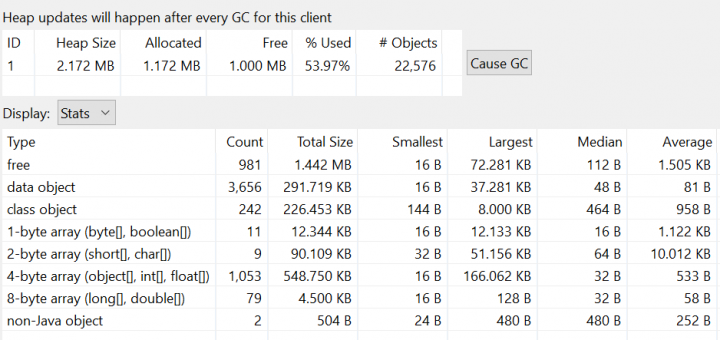 Heap updates will happen after every GC for this client
ID Heap Size Allocated Free % Used # Objects
1 2.172 MB 1.172 MB 1.000 MB 53.97% 22,576 Cause GC
Display: Stats
Type Count Total Size Smallest Largest Median Average
free 981 1.442 MB 16 B 72.281 KB 112 B 1.505 KB
data object 3,656 291.719 KB 16 B 37.281 KB 48 B 81 B
class object 242 226.453 KB 144 B 8.000 KB 464 B 958 B
1-byte array (byte[], boolean[]) 11 12.344 KB 16 B 12.133 KB 16 B 1.122 KB
2-byte array (short[], char[]) 9 90.109 KB 32 B 51.156 KB 64 B 10.012 KB
4-byte array (object[], int[], float[]) 1,053 548.750 KB 16 B 166.062 KB 32 B 533 B
8-byte array (long[], double[]) 79 4.500 KB 16 B 128 B 32 B 58 B
non-Java object 2 504 B 24 B 480 B 480 B 252 B